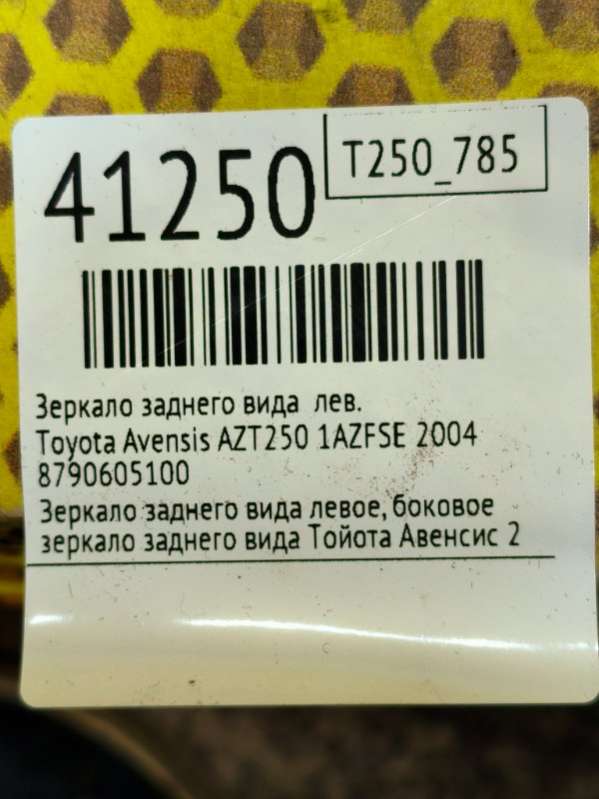 41250
T250_785
Зеркало заднего вида лев.
Toyota Avensis AZT250 1AZFSE 2004
8790605100
Зеркало заднего вида левое, боковое
зеркало заднего вида Тойота Авенсис 2